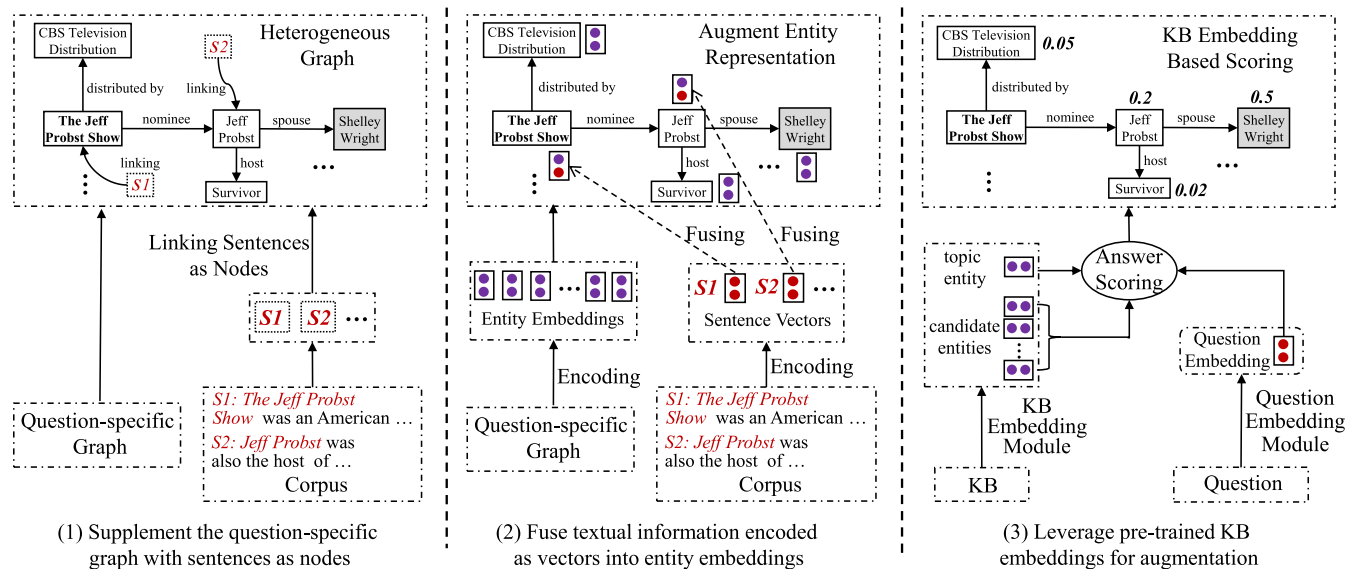 CBS Television
Distribution
S2
Heterogeneous
Graph
distributed by
linking
The Jeff
Probst Show
nominee
Jeff
Probst
spouse
Shelley
Wright
linking
host
...
S1
Survivor
Linking Sentences
as Nodes
S1
S2
...
Question-specific
Graph
S1: The Jeff Probst
Show was an American ...
S2: Jeff Probst was
also the host of ...
Corpus
(1) Supplement the question-specific
graph with sentences as nodes
CBS Television
Distribution
Augment Entity
Representation
distributed by
The Jeff
Probst Show
nominee
Jeff
Probst
spouse
Shelley
Wright
host
...
Survivor
Fusing
Fusing
...
S1
S2
...
Entity Embeddings
Sentence Vectors
Encoding
Encoding
Question-specific
Graph
S1: The Jeff Probst
Show was an American ...
S2: Jeff Probst was
also the host of ...
Corpus
(2) Fuse textual information encoded
as vectors into entity embeddings
CBS Television
Distribution
0.05
KB Embedding
Based Scoring
distributed by
0.2
0.5
The Jeff
Probst Show
nominee
Jeff
Probst
spouse
Shelley
Wright
host
...
Survivor
0.02
topic
entity
Answer
Scoring
candidate
entities
Question
Embedding
KB
Embedding
Module
Question
Embedding
Module
KB
Question
(3) Leverage pre-trained KB
embeddings for augmentation